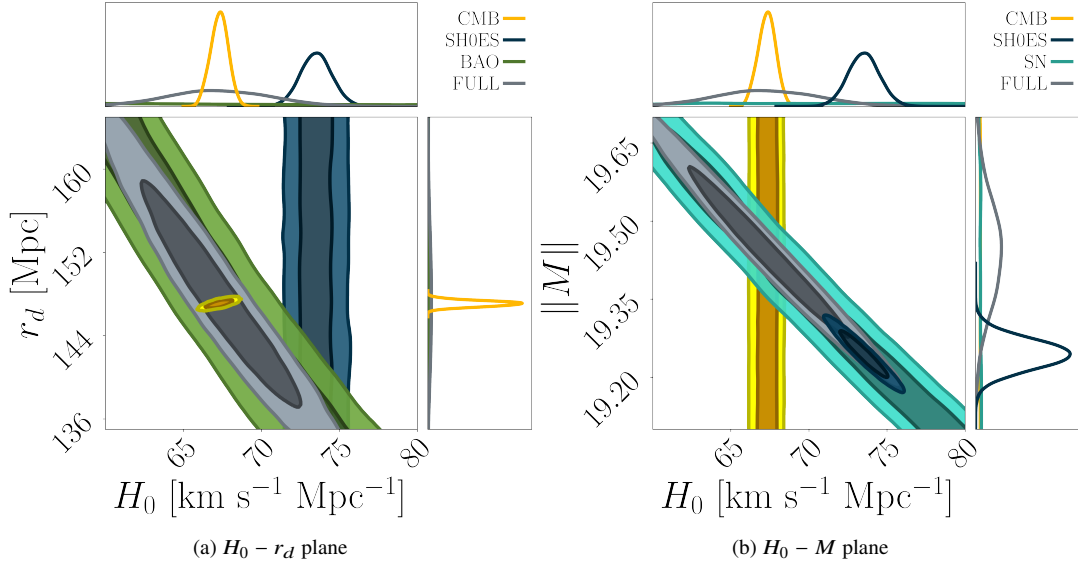 CMB
SH0ES
BAO
FULL
160
152
144
136
r_d [Mpc]
65
70
75
80
H_0 [km s^{-1} Mpc^{-1}]
(a) H_0 − r_d plane
CMB
SH0ES
SN
FULL
19.65
19.50
19.35
19.20
||M||
65
70
75
80
H_0 [km s^{-1} Mpc^{-1}]
(b) H_0 − M plane